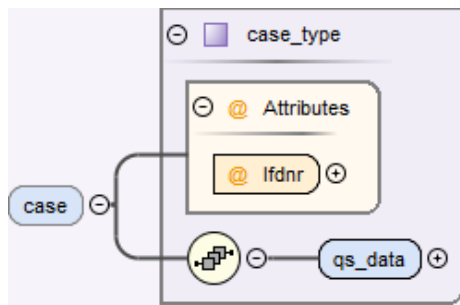 case_type
@ Attributes
@ lfdnr
case
qs_data